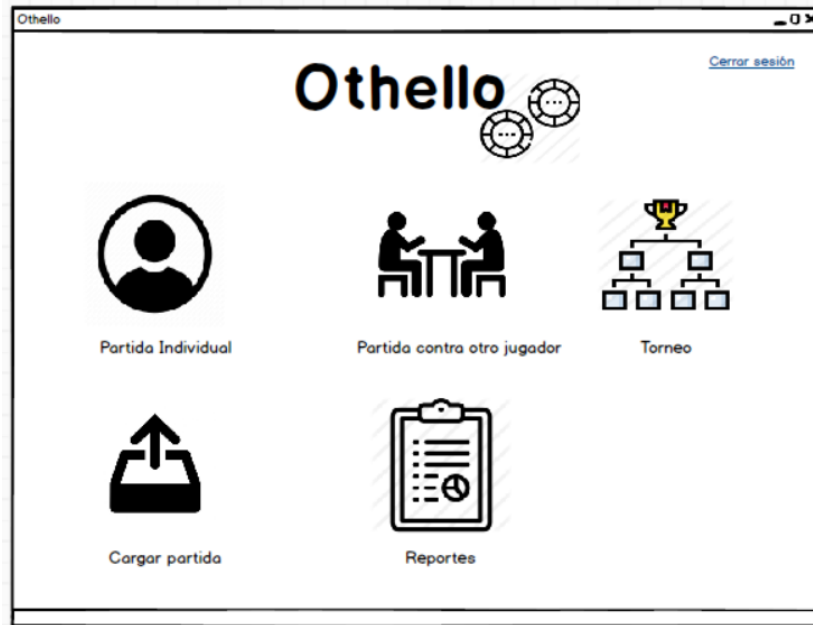 Othello
Cerrar sesión
Othello
Partida Individual
Partida contra otro jugador
Torneo
Cargar partida
Reportes